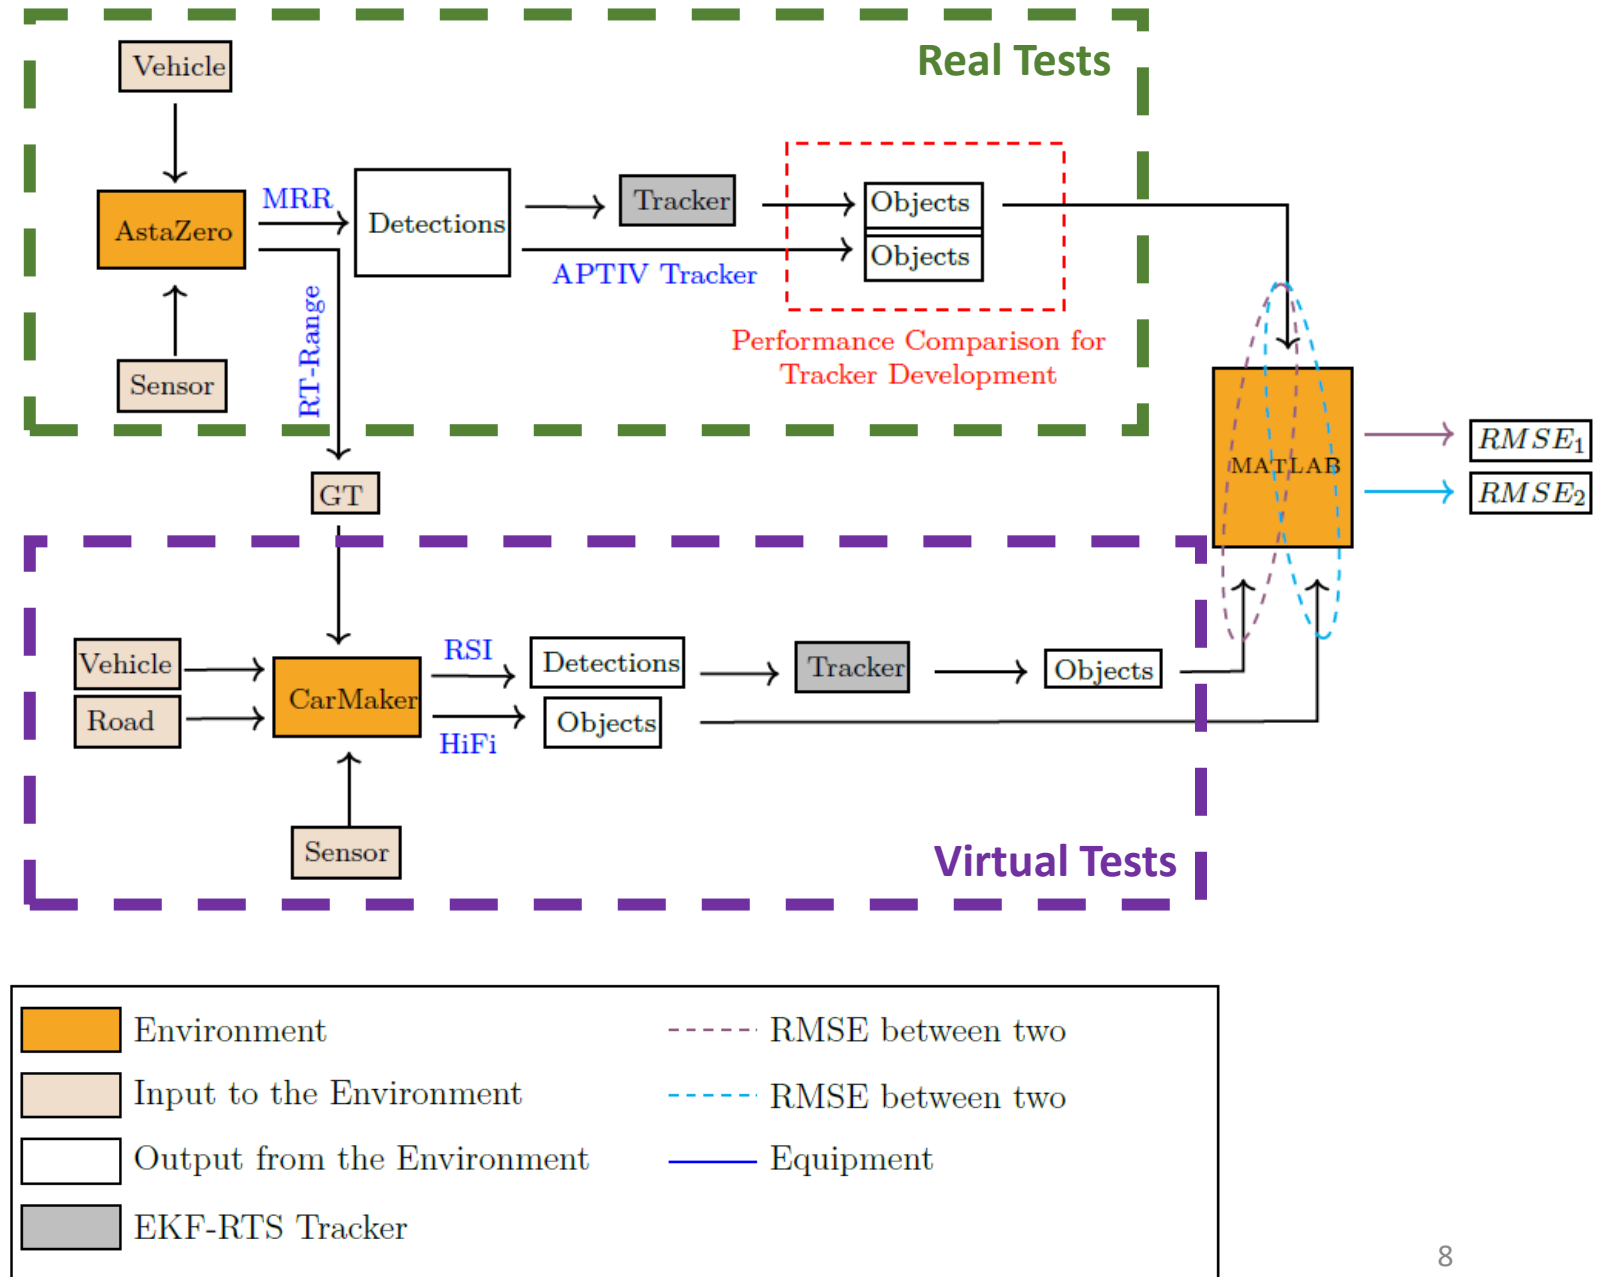 Real Tests
Vehicle
MRR
AstaZero
Detections
Tracker
Objects
Objects
APTIV Tracker
RT-Range
Sensor
Performance Comparison for
Tracker Development
GT
MATLAB
RMSE1
RMSE2
Vehicle
Road
CarMaker
RSI
HiFi
Detections
Objects
Tracker
Objects
Sensor
Virtual Tests
Environment
Input to the Environment
Output from the Environment
EKF-RTS Tracker
RMSE between two
RMSE between two
Equipment
8